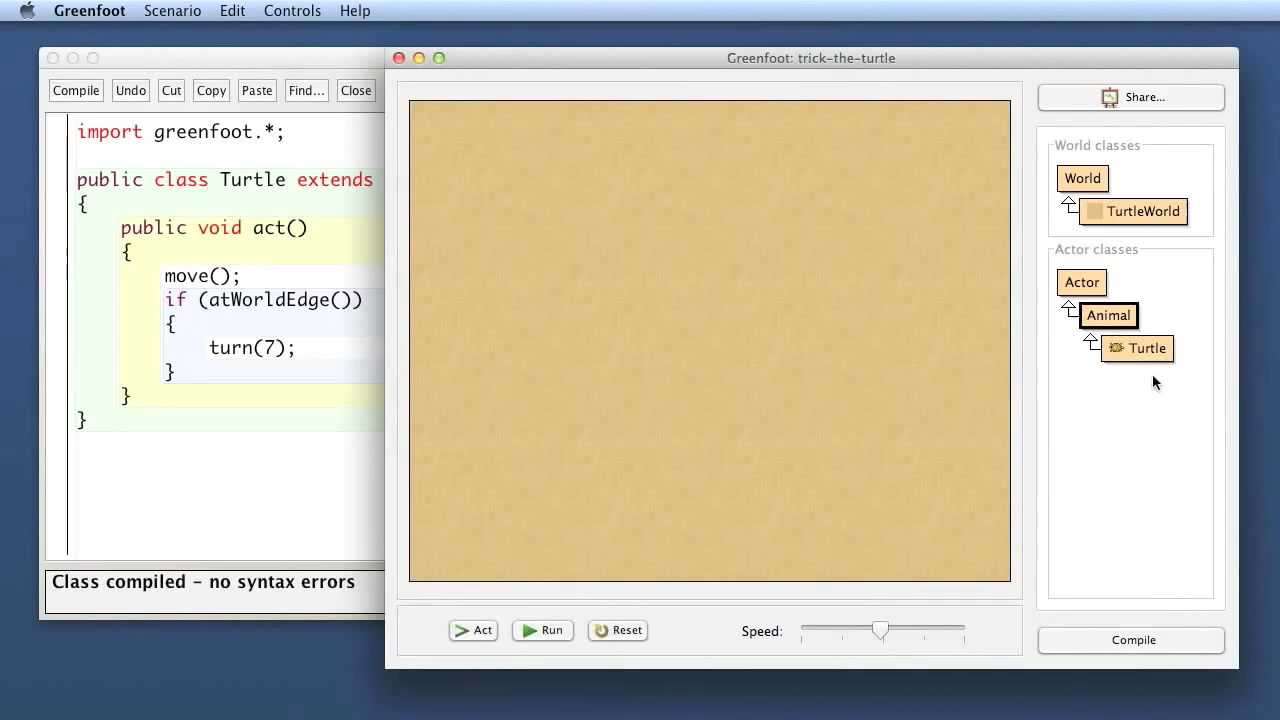 Greenfoot Scenario Edit Controls Help
Greenfoot: trick-the-turtle
Compile Undo Cut Copy Paste Find... Close
import greenfoot.*;
public class Turtle extends
{
public void act()
{
move();
if (atWorldEdge())
{
turn(7);
}
}
}
Class compiled - no syntax errors
Act Run Reset Speed:
Share...
World classes
World
TurtleWorld
Actor classes
Actor
Animal
Turtle
Compile